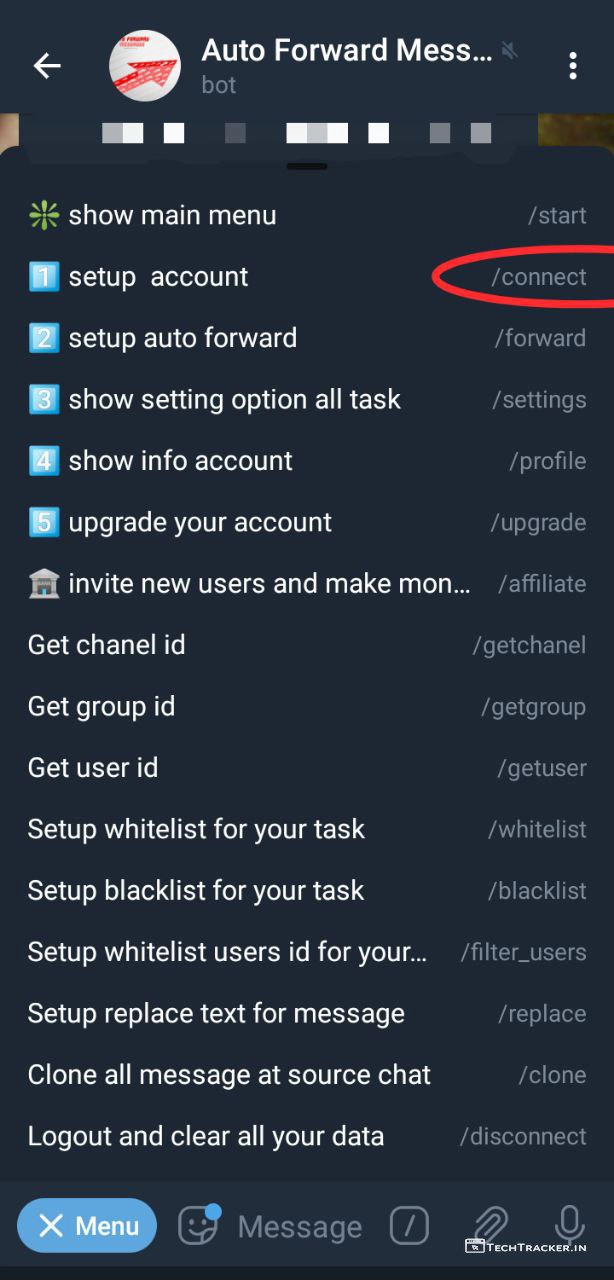 Auto Forward Mess...
bot
show main menu /start
1 setup account /connect
2 setup auto forward /forward
3 show setting option all task /settings
4 show info account /profile
5 upgrade your account /upgrade
invite new users and make mon... /affiliate
Get chanel id /getchanel
Get group id /getgroup
Get user id /getuser
Setup whitelist for your task /whitelist
Setup blacklist for your task /blacklist
Setup whitelist users id for your... /filter_users
Setup replace text for message /replace
Clone all message at source chat /clone
Logout and clear all your data /disconnect
Menu Message /
TECHTRACKER.IN